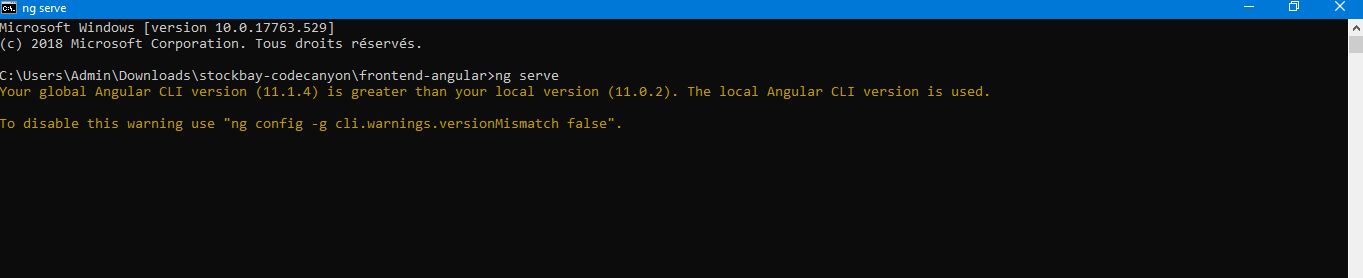 ng serve
Microsoft Windows [version 10.0.17763.529]
(c) 2018 Microsoft Corporation. Tous droits réservés.
C:\Users\Admin\Downloads\stockbay-codecanyon\frontend-angular>ng serve
Your global Angular CLI version (11.1.4) is greater than your local version (11.0.2). The local Angular CLI version is used.
To disable this warning use "ng config -g cli.warnings.versionMismatch false".